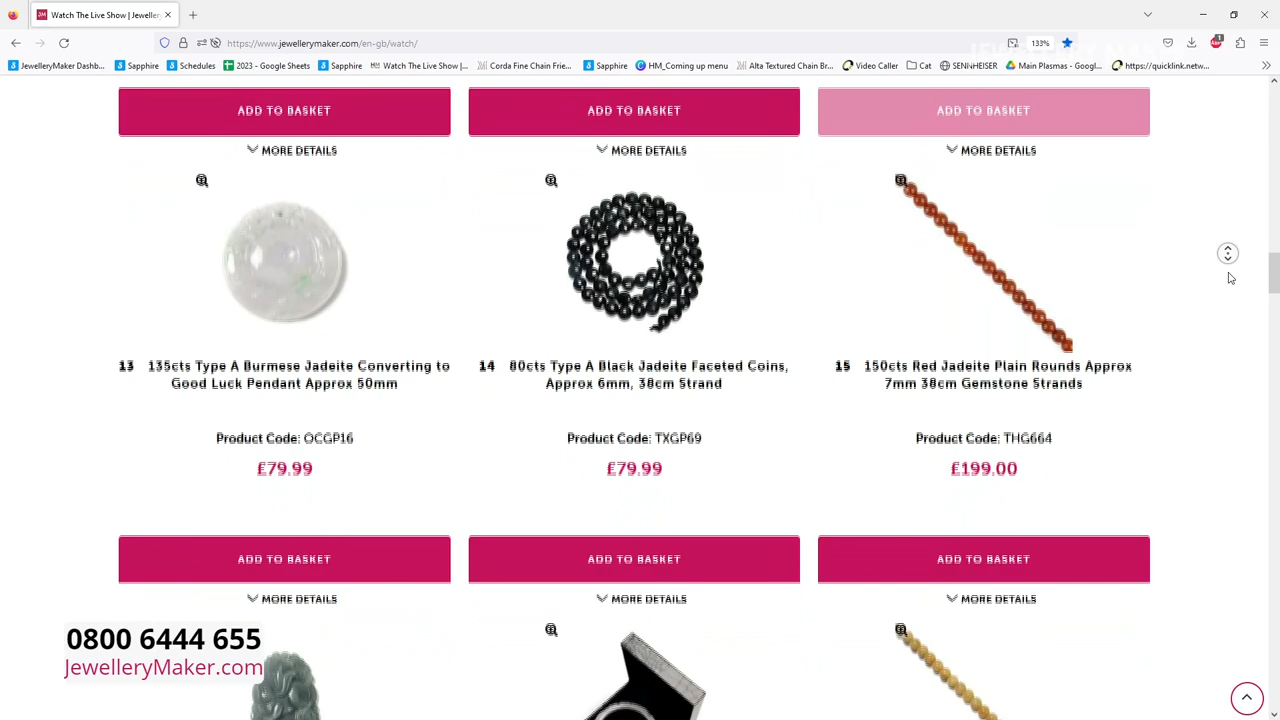 Watch The Live Show | Jeweller
https://www.jewellerymaker.com/en-gb/watch/
133%
1
JewelleryMaker Dashb...
Sapphire
Schedules
2023 - Google Sheets
Sapphire
Watch The Live Show |...
Corda Fine Chain Frie...
Sapphire
HM_Coming up menu
Alta Textured Chain Br...
Video Caller
Cat
SENNHEISER
Main Plasmas - Googl...
https://quicklink.netw...
ADD TO BASKET
ADD TO BASKET
ADD TO BASKET
MORE DETAILS
MORE DETAILS
MORE DETAILS
13 135cts Type A Burmese Jadeite Converting to
Good Luck Pendant Approx 50mm
Product Code: OCGP16
£79.99
14 80cts Type A Black Jadeite Faceted Coins,
Approx 6mm, 38cm Strand
Product Code: TXGP69
£79.99
15 150cts Red Jadeite Plain Rounds Approx
7mm 38cm Gemstone Strands
Product Code: THG664
£199.00
ADD TO BASKET
ADD TO BASKET
ADD TO BASKET
MORE DETAILS
MORE DETAILS
MORE DETAILS
0800 6444 655
JewelleryMaker.com